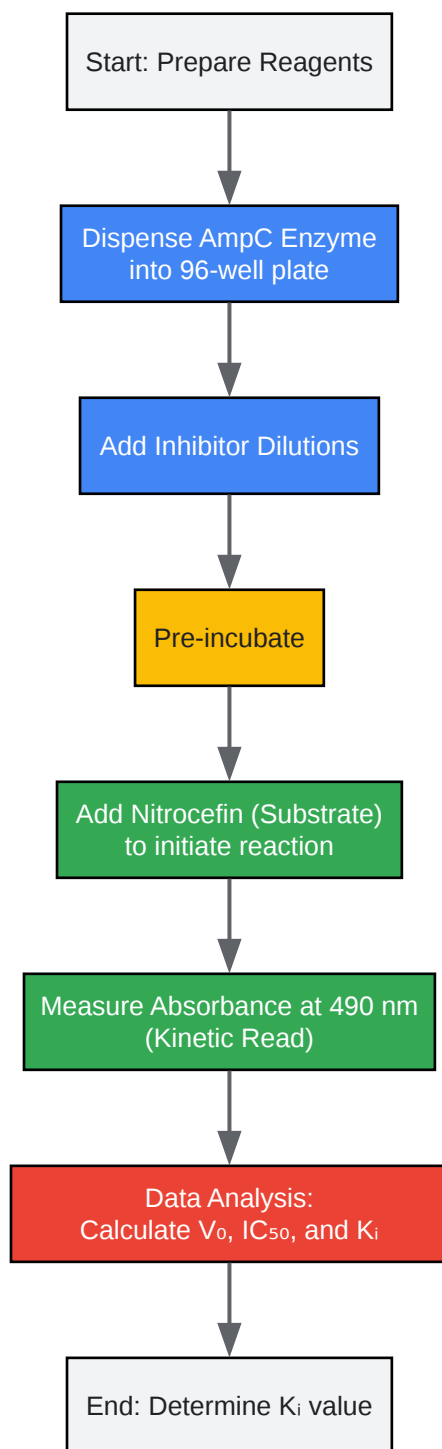 Start: Prepare Reagents
Dispense AmpC Enzyme
into 96-well plate
Add Inhibitor Dilutions
Pre-incubate
Add Nitrocefin (Substrate)
to initiate reaction
Measure Absorbance at 490 nm
(Kinetic Read)
Data Analysis:
Calculate V₀, IC₅₀, and Kᵢ
End: Determine Kᵢ value